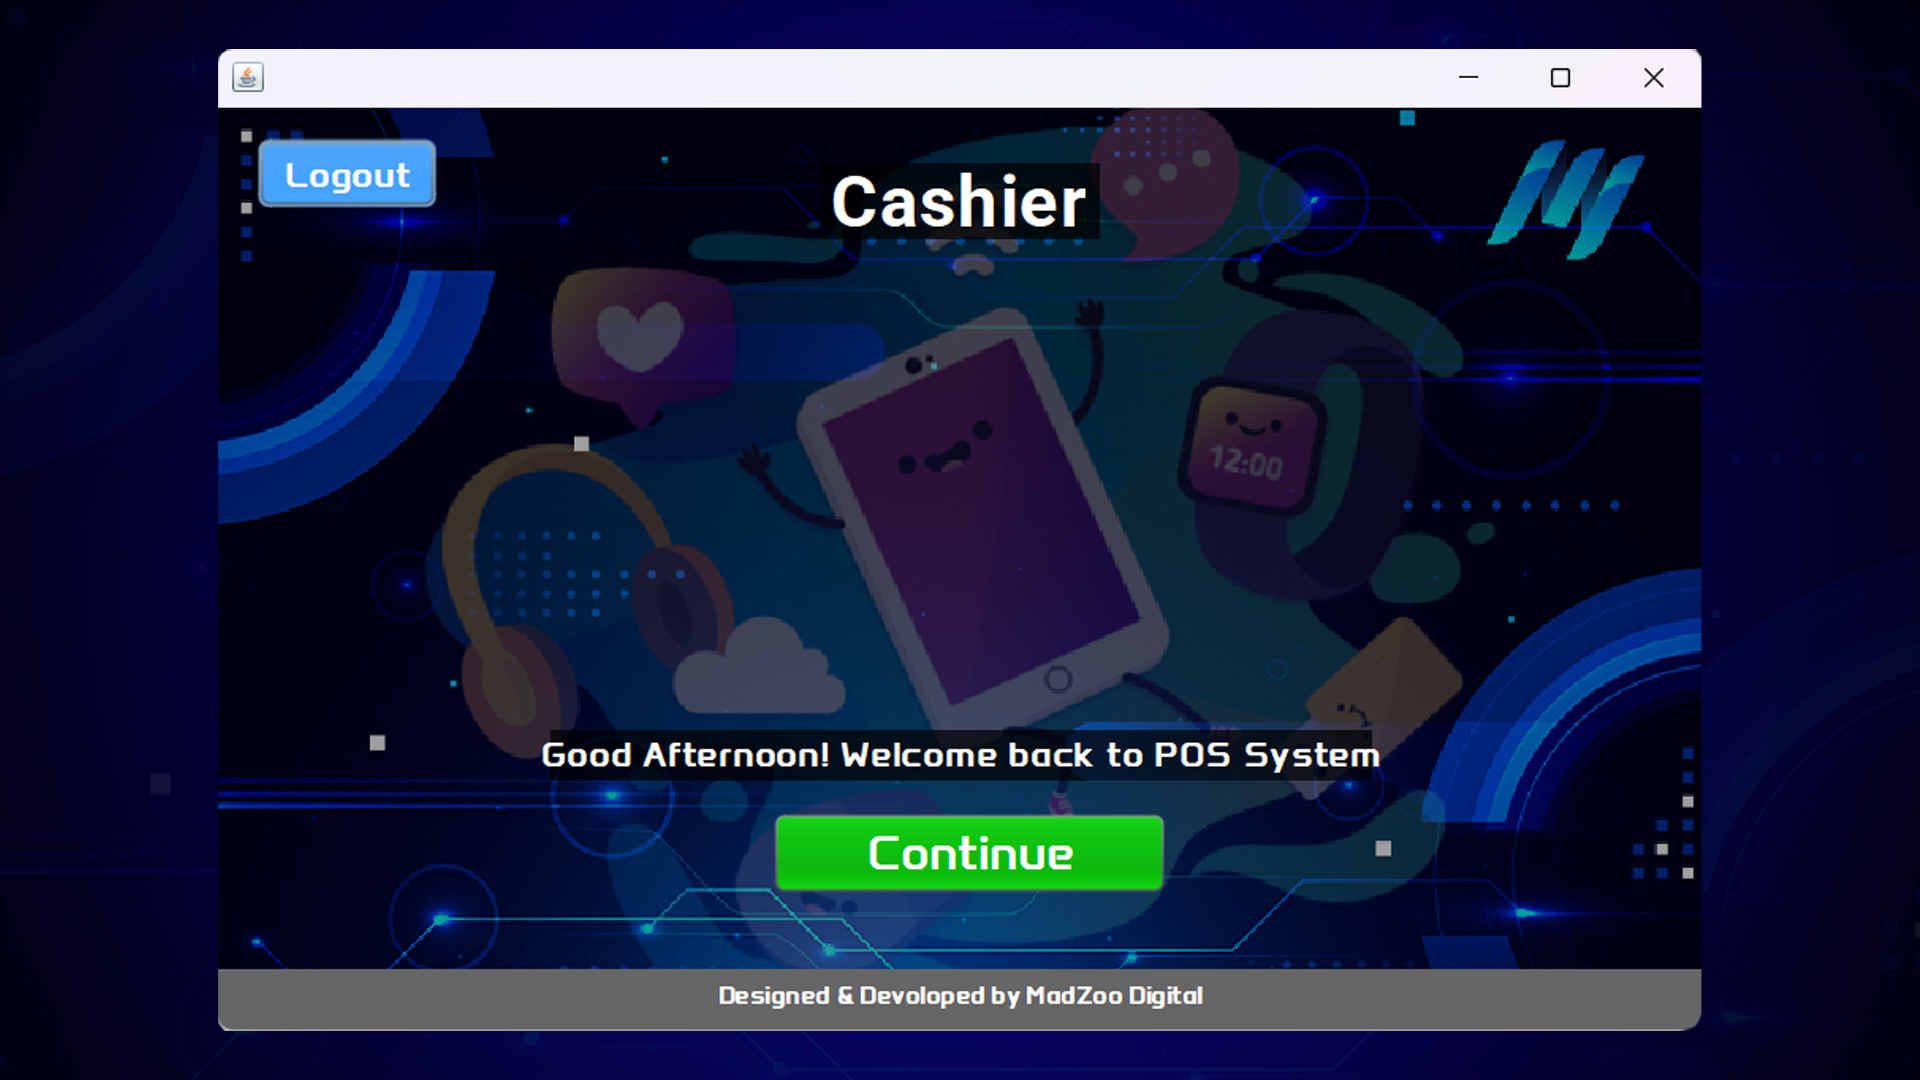 Logout
Cashier
12:00
Good Afternoon! Welcome back to POS System
Continue
Designed & Devoloped by MadZoo Digital